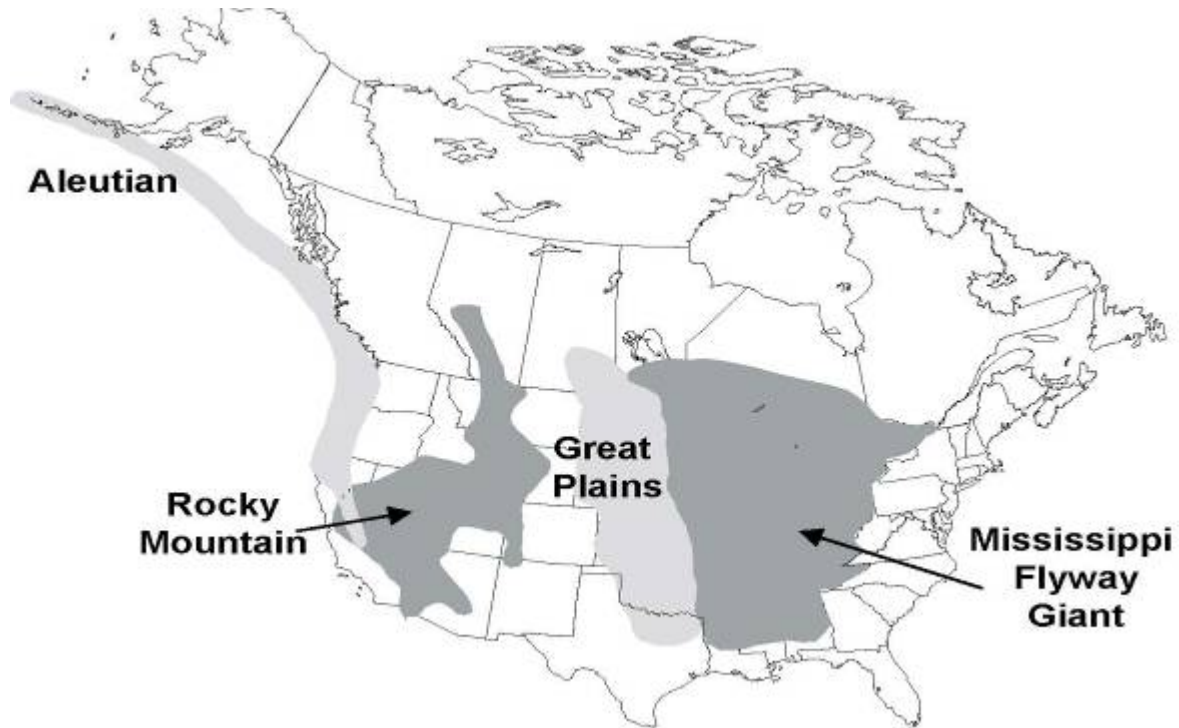 Aleutian
Great
Plains
Rocky
Mountain
Mississippi
Flyway
Giant